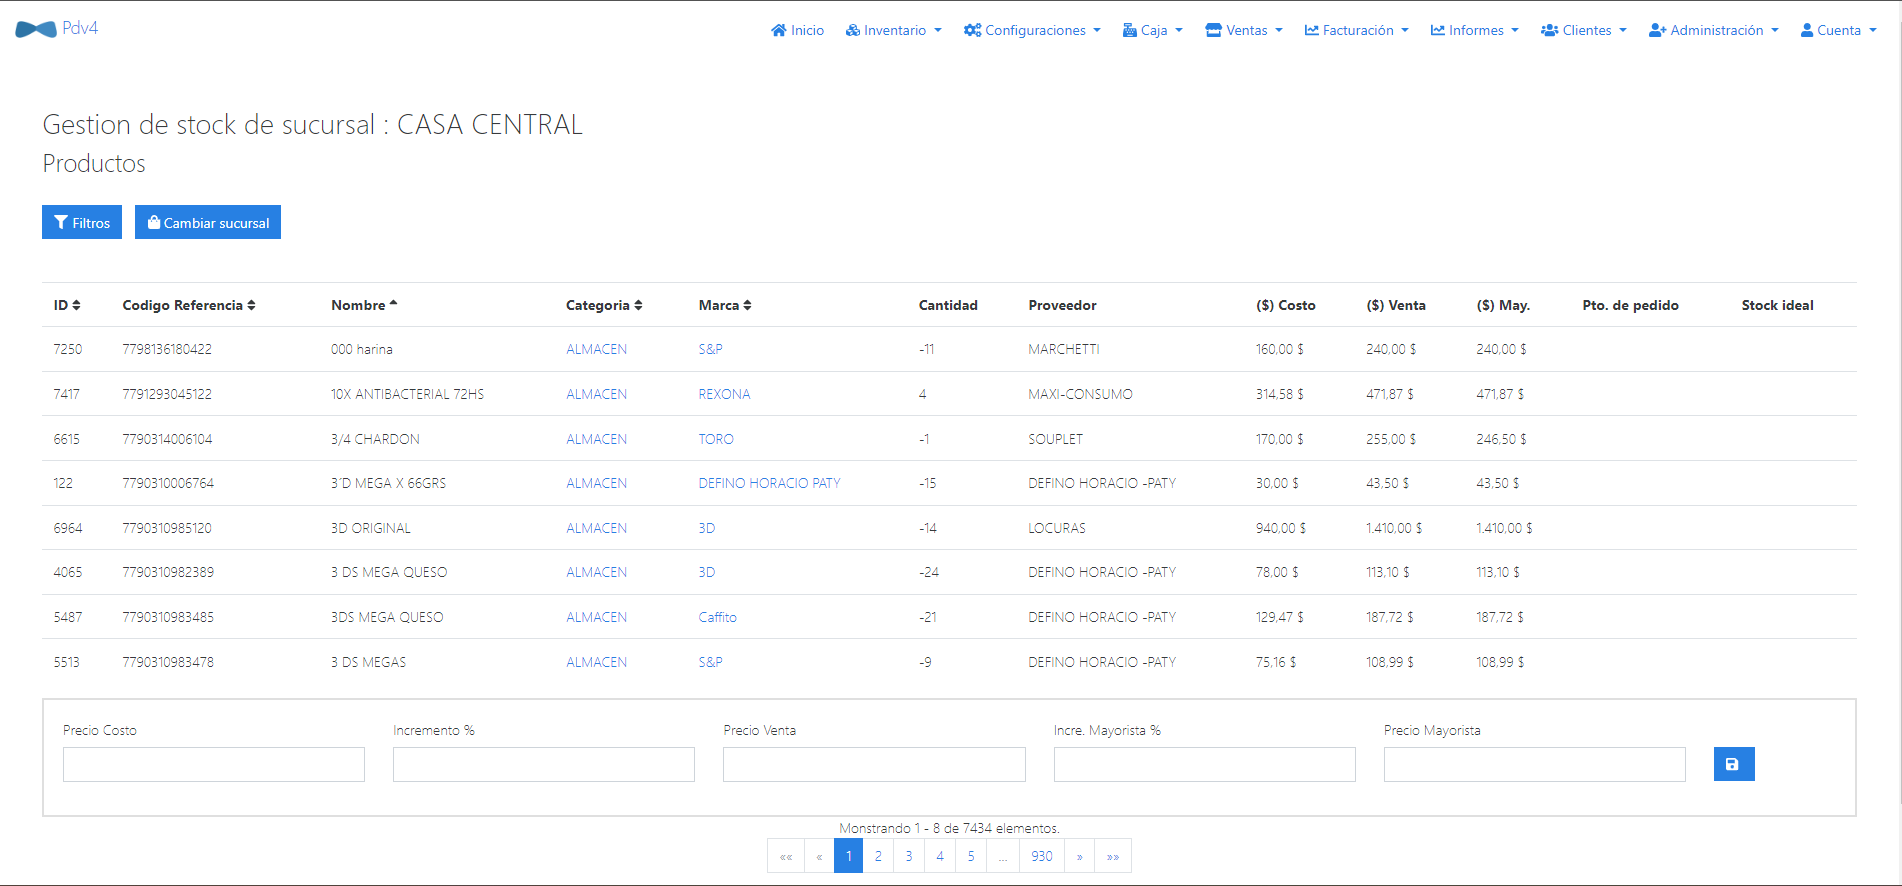 Pdv4
Inicio Inventario Configuraciones Caja Ventas Facturación Informes Clientes Administración Cuenta
Gestion de stock de sucursal : CASA CENTRAL
Productos
Filtros Cambiar sucursal
ID Codigo Referencia Nombre Categoria Marca Cantidad Proveedor ($) Costo ($) Venta ($) May. Pto. de pedido Stock ideal
7250 7798136180422 000 harina ALMACEN S&P -11 MARCHETTI 160,00 $ 240,00 $ 240,00 $
7417 7791293045122 10X ANTIBACTERIAL 72HS ALMACEN REXONA 4 MAXI-CONSUMO 314,58 $ 471,87 $ 471,87 $
6615 7790314006104 3/4 CHARDON ALMACEN TORO -1 SOUPLET 170,00 $ 255,00 $ 246,50 $
122 7790310006764 3´D MEGA X 66GRS ALMACEN DEFINO HORACIO PATY -15 DEFINO HORACIO -PATY 30,00 $ 43,50 $ 43,50 $
6964 7790310985120 3D ORIGINAL ALMACEN 3D -14 LOCURAS 940,00 $ 1.410,00 $ 1.410,00 $
4065 7790310982389 3 DS MEGA QUESO ALMACEN 3D -24 DEFINO HORACIO -PATY 78,00 $ 113,10 $ 113,10 $
5487 7790310983485 3DS MEGA QUESO ALMACEN Caffito -21 DEFINO HORACIO -PATY 129,47 $ 187,72 $ 187,72 $
5513 7790310983478 3 DS MEGAS ALMACEN S&P -9 DEFINO HORACIO -PATY 75,16 $ 108,99 $ 108,99 $
Precio Costo Incremento % Precio Venta Incre. Mayorista % Precio Mayorista
Monstrando 1 - 8 de 7434 elementos.
«« « 1 2 3 4 5 ... 930 » »»